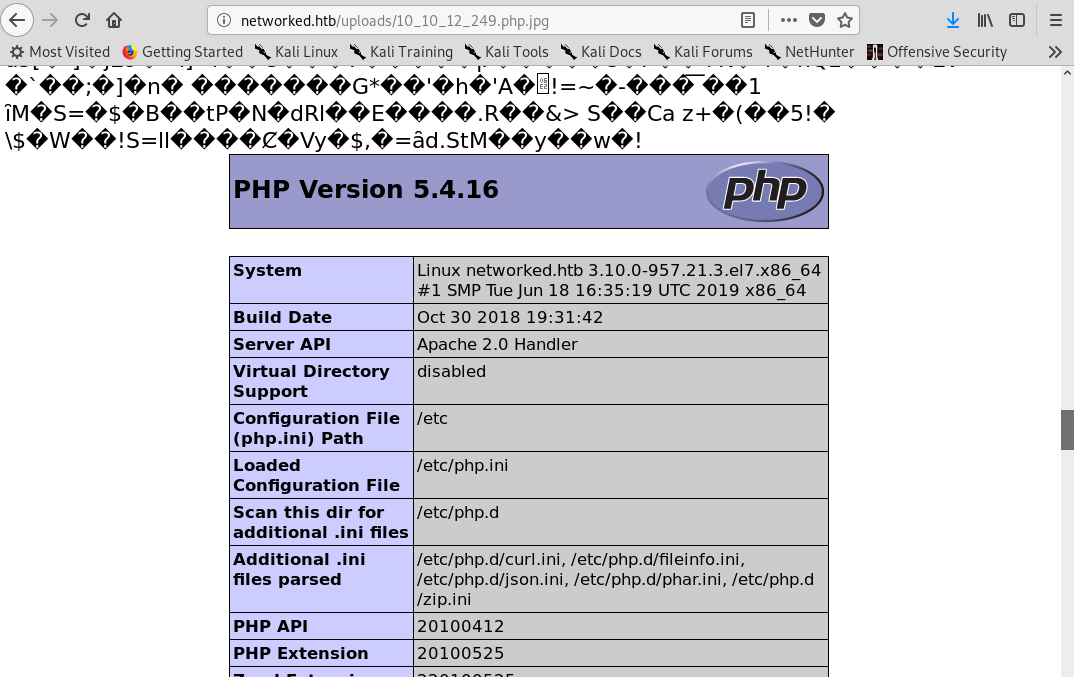 networked.htb/uploads/10_10_12_249.php.jpg
Most Visited Getting Started Kali Linux Kali Training Kali Tools Kali Docs Kali Forums NetHunter Offensive Security
�`��;�]�n� �������G*��'�h�'A�!=~�-��� ��1
îM�S=�$�B��tP�N�dRI��E����.R��&> S��Ca z+�(��5!�
\$�W��!S=ll����Ȼ�Vy�$,�=âd.StM��y��w�!
PHP Version 5.4.16
php
System
Linux networked.htb 3.10.0-957.21.3.el7.x86_64
#1 SMP Tue Jun 18 16:35:19 UTC 2019 x86_64
Build Date
Oct 30 2018 19:31:42
Server API
Apache 2.0 Handler
Virtual Directory
Support
disabled
Configuration File
(php.ini) Path
/etc
Loaded
Configuration File
/etc/php.ini
Scan this dir for
additional .ini files
/etc/php.d
Additional .ini
files parsed
/etc/php.d/curl.ini, /etc/php.d/fileinfo.ini,
/etc/php.d/json.ini, /etc/php.d/phar.ini, /etc/php.d
/zip.ini
PHP API
20100412
PHP Extension
20100525